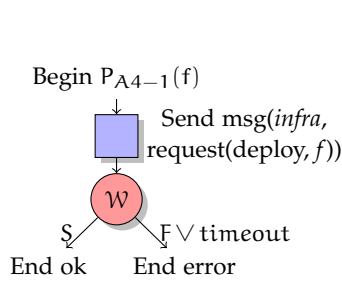 Begin P_{A4−1}(f)
Send msg(infra,
request(deploy, f))
W
S
F ∨ timeout
End ok
End error